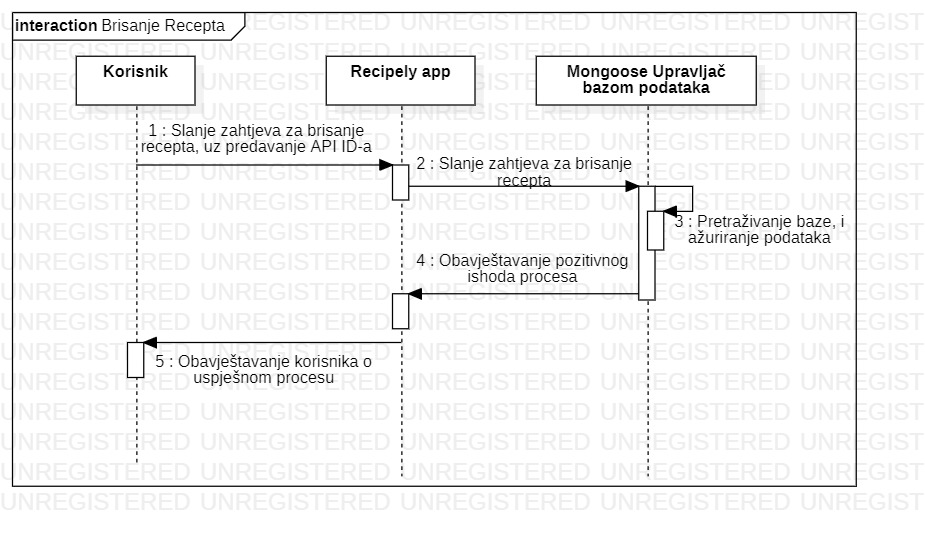 interaction Brisanje Recepta
Korisnik
Recipely app
Mongoose Upravljač
bazom podataka
1 : Slanje zahtjeva za brisanje
recepta, uz predavanje API ID-a
2 : Slanje zahtjeva za brisanje
recepta
3 : Pretraživanje baze, i
ažuriranje podataka
4 : Obavještavanje pozitivnog
ishoda procesa
5 : Obavještavanje korisnika o
uspješnom procesu
UNREGISTERED UNREGISTERED UNREGISTERED UNREGISTERED UNREGIST